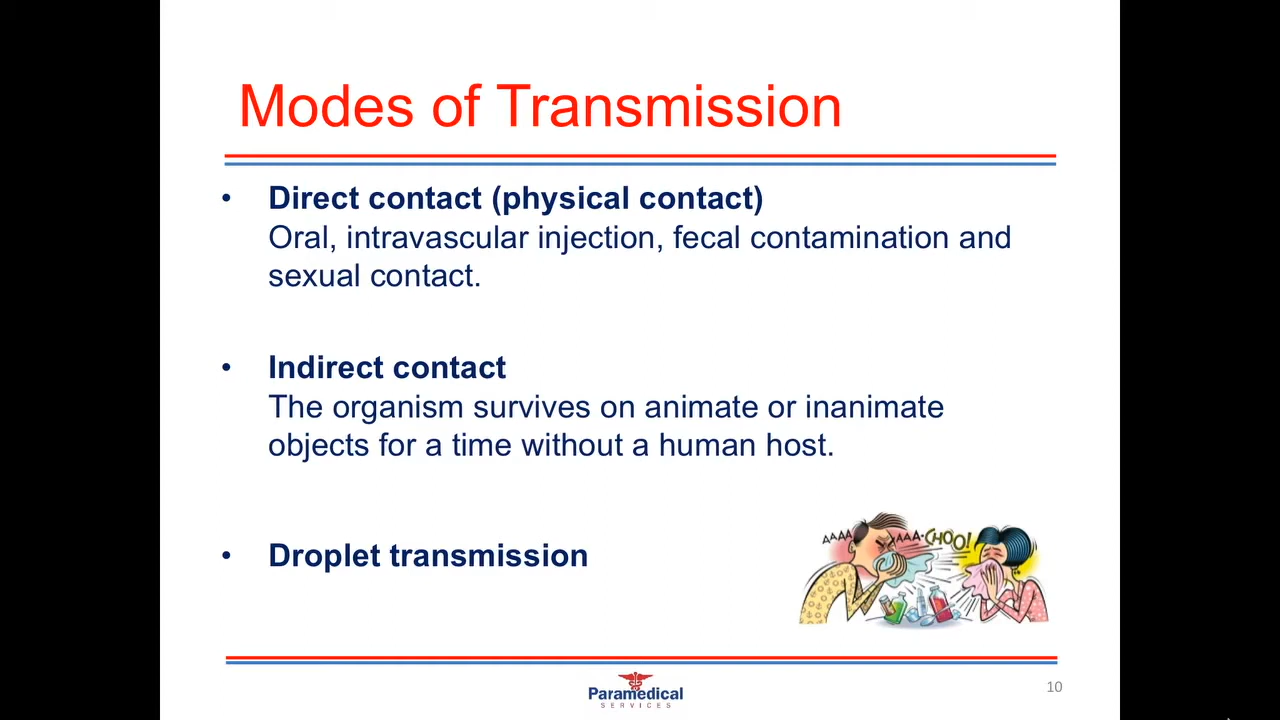 Modes of Transmission
• Direct contact (physical contact)
Oral, intravascular injection, fecal contamination and
sexual contact.
• Indirect contact
The organism survives on animate or inanimate
objects for a time without a human host.
• Droplet transmission
AAAA AAA-CHOO!
Paramedical
SERVICES
10